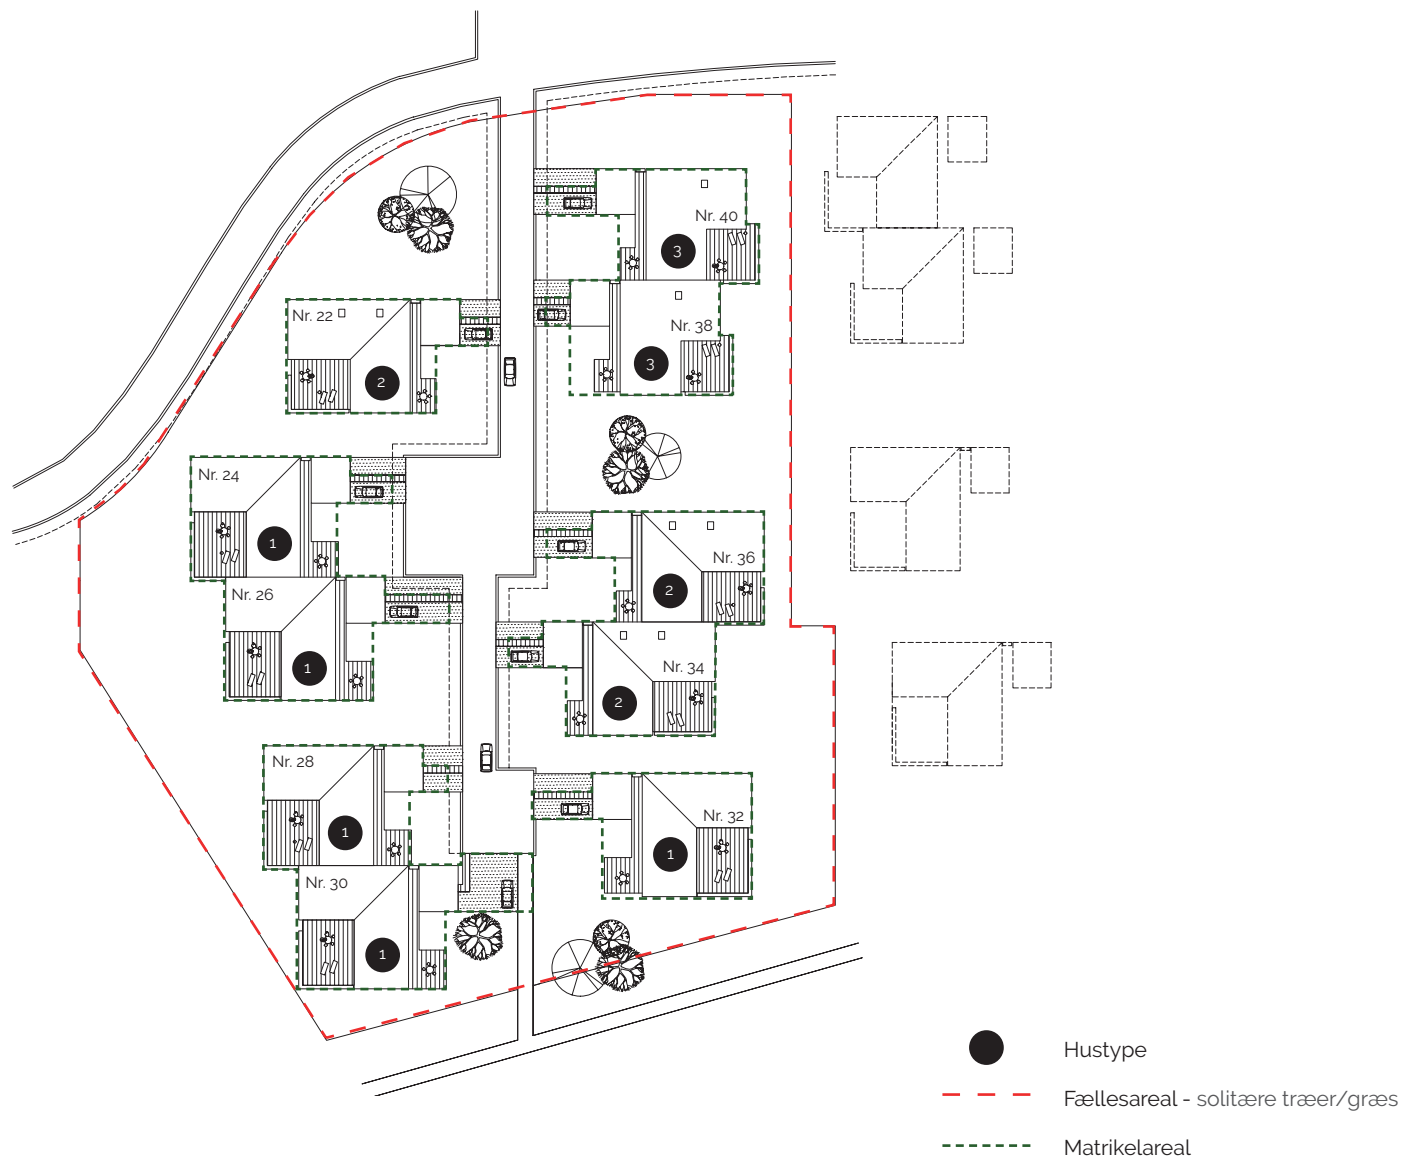 Nr. 40
3
Nr. 22
Nr. 38
2
3
Nr. 24
1
Nr. 36
2
Nr. 26
1
Nr. 34
2
Nr. 28
1
Nr. 32
1
Nr. 30
1
Hustype
Fællesareal - solitære træer/græs
Matrikelareal